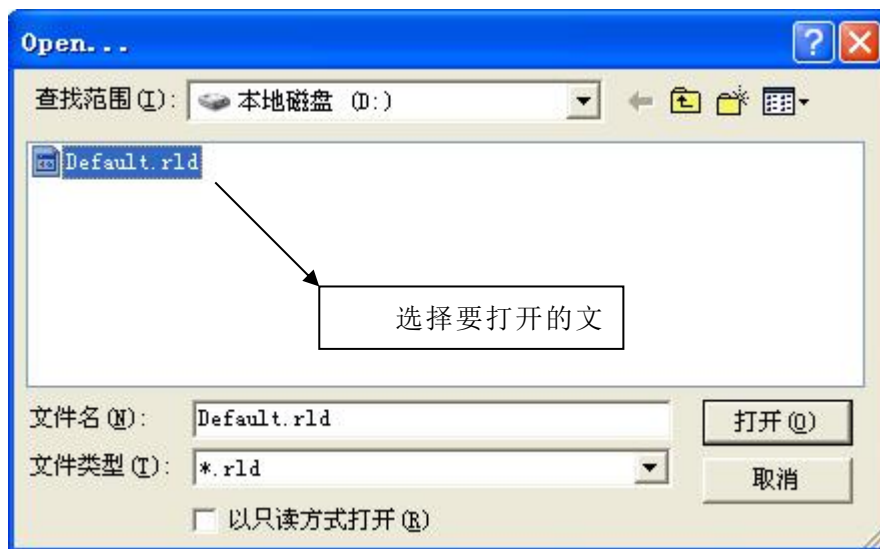 Open...
查找范围(I): 本地磁盘 (D:)
Default.rld
选择要打开的文
文件名(N): Default.rld 打开(O)
文件类型(T): *.rld 取消
以只读方式打开(R)